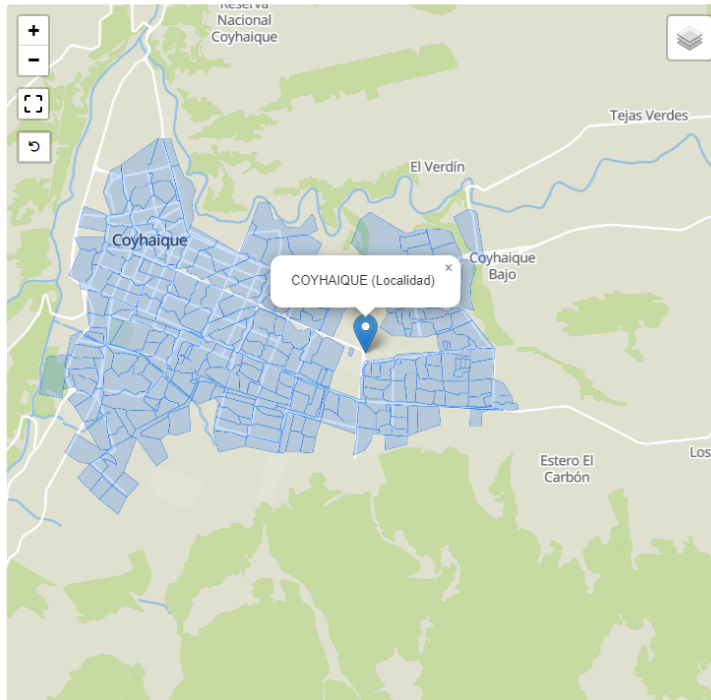 Reserva
Nacional
Coyhaique
+
−
Tejas Verdes
El Verdín
Coyhaique
Coyhaique
Bajo
COYHAIQUE (Localidad)
×
Estero El
Carbón
Los